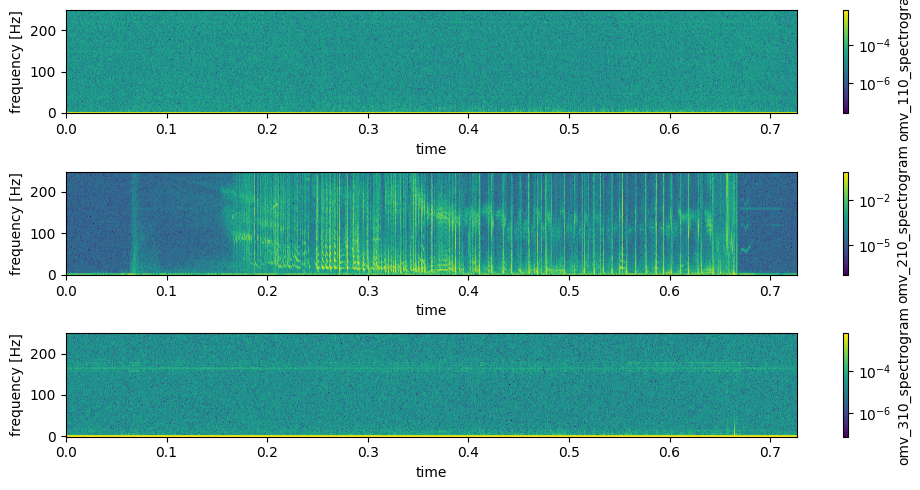 frequency [Hz]
200
100
0
0.0 0.1 0.2 0.3 0.4 0.5 0.6 0.7
time
10⁻⁴
10⁻⁶
omv_110_spectrogra
frequency [Hz]
200
100
0
0.0 0.1 0.2 0.3 0.4 0.5 0.6 0.7
time
10⁻²
10⁻⁵
omv_210_spectrogram
frequency [Hz]
200
100
0
0.0 0.1 0.2 0.3 0.4 0.5 0.6 0.7
time
10⁻⁴
10⁻⁶
omv_310_spectrogram